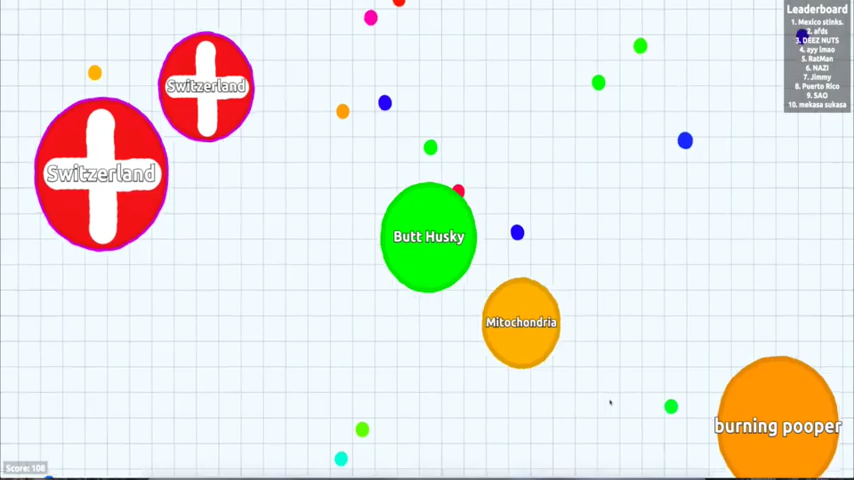 Leaderboard
1. Mexico stinks.
2. afds
3. DEEZ NUTS
4. ayy lmao
5. RatMan
6. NAZI
7. Jimmy
8. Puerto Rico
9. SAO
10. mekasa sukasa
Switzerland
Switzerland
Butt Husky
Mitochondria
burning pooper
Score: 108